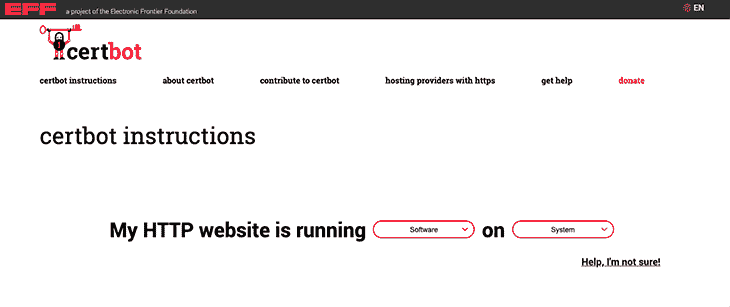 EFF a project of the Electronic Frontier Foundation EN
certbot
certbot instructions about certbot contribute to certbot hosting providers with https get help donate
certbot instructions
My HTTP website is running Software on System
Help, I'm not sure!